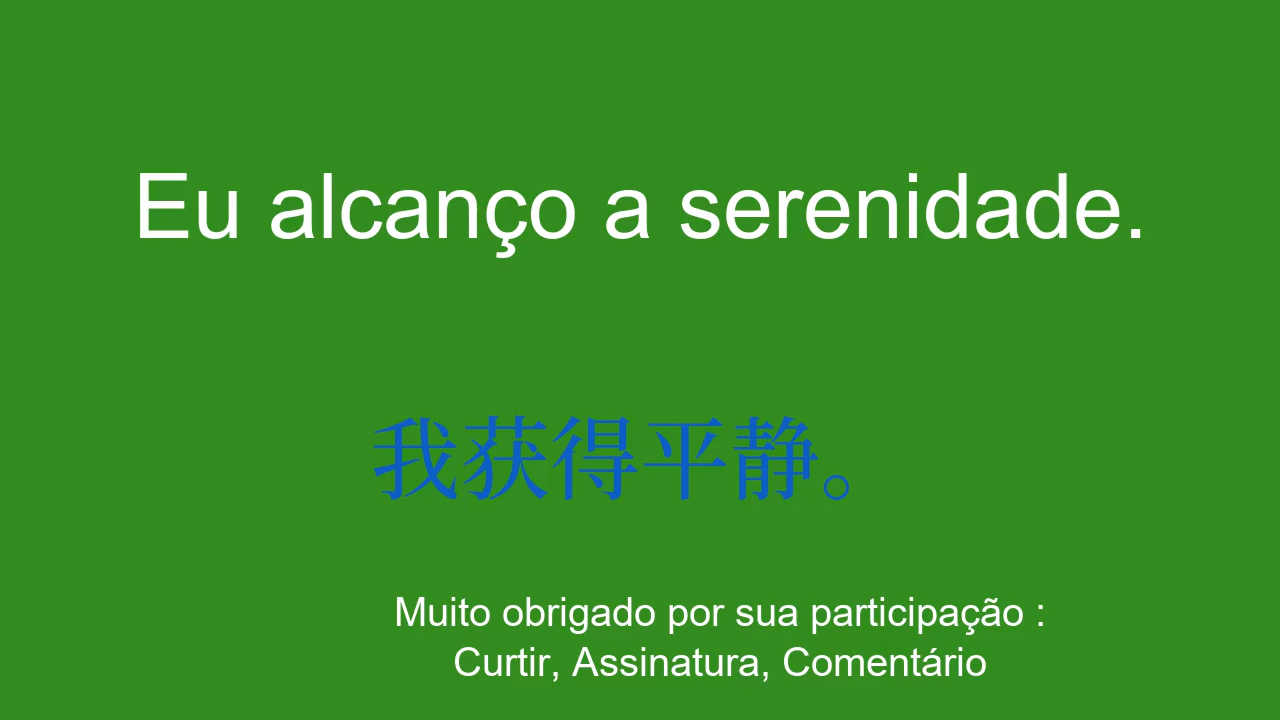 Eu alcanço a serenidade.
我获得平静。
Muito obrigado por sua participação :
Curtir, Assinatura, Comentário